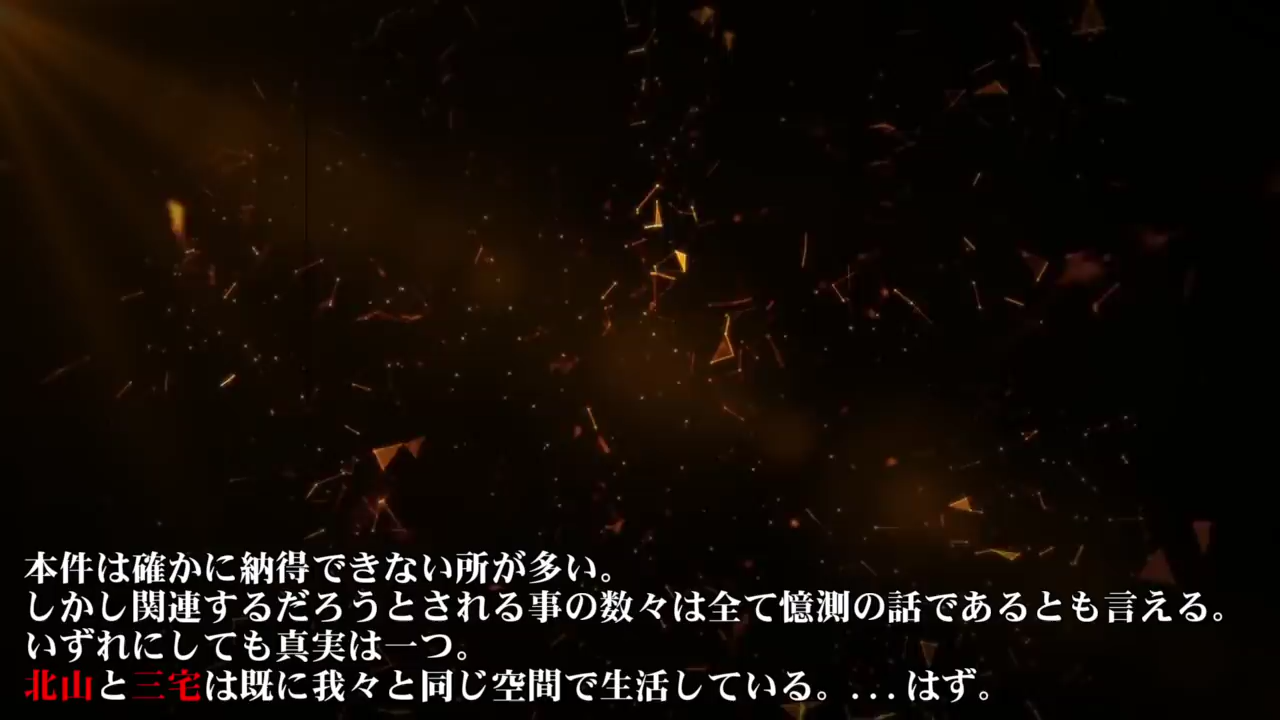 本件は確かに納得できない所が多い。
しかし関連するだろうとされる事の数々は全て憶測の話であるとも言える。
いずれにしても真実は一つ。
北山と三宅は既に我々と同じ空間で生活している。...はず。